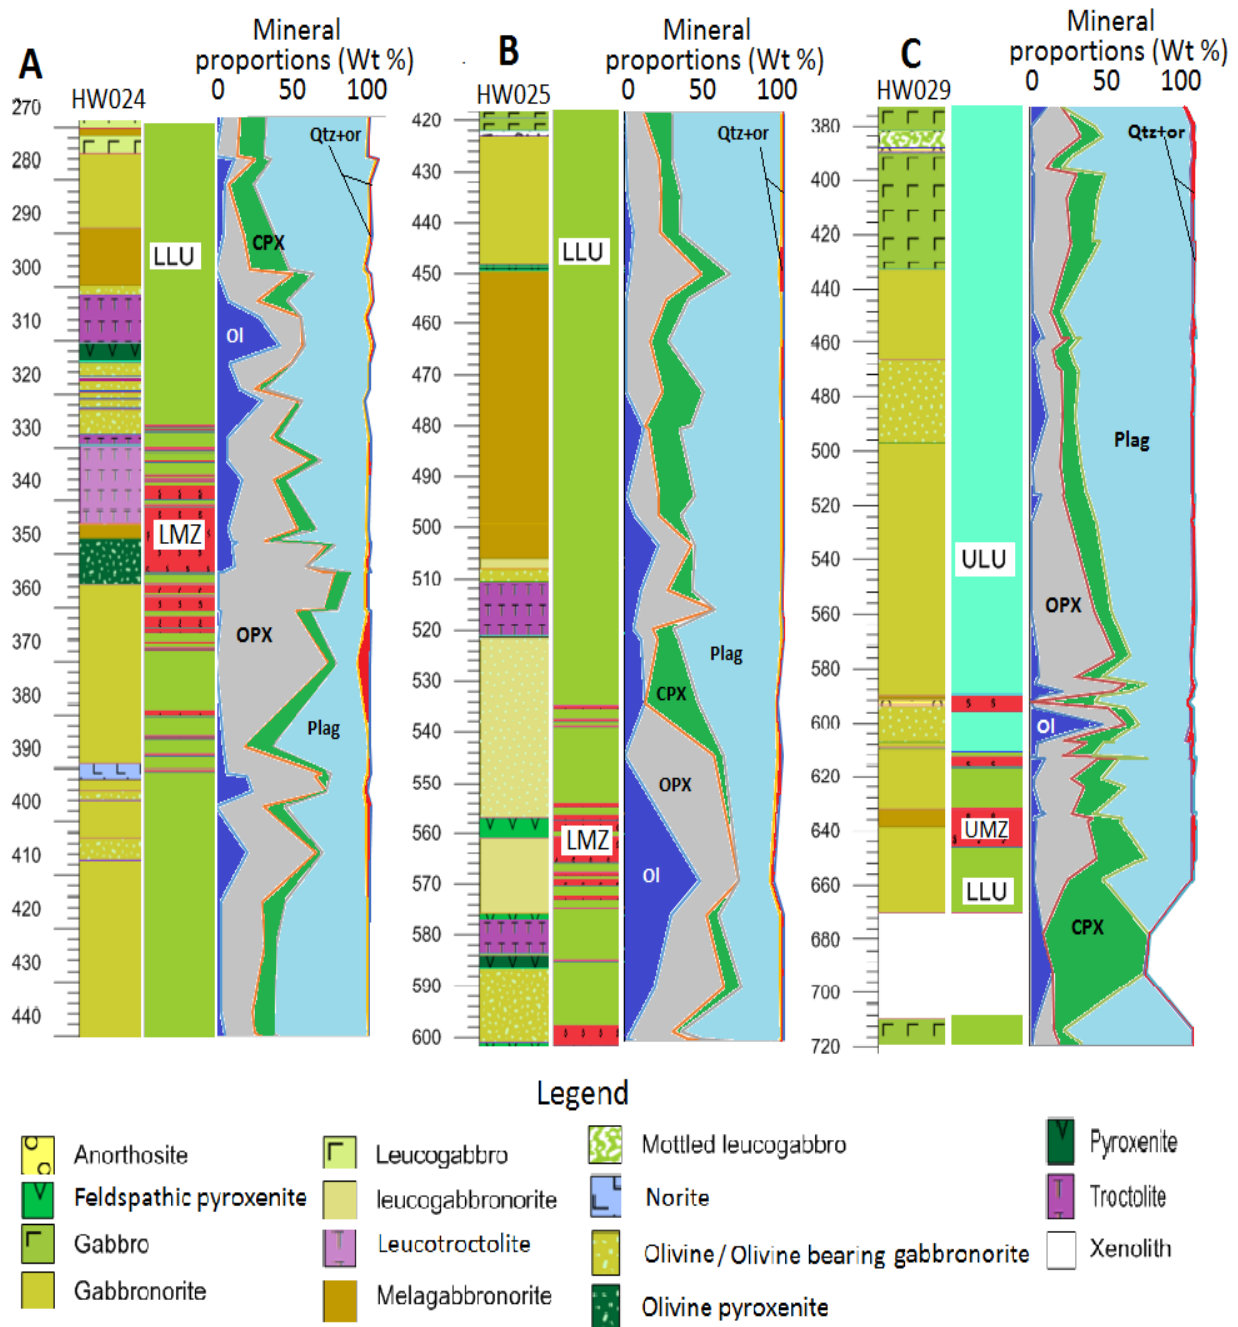 A
HW024
Mineral
proportions (Wt %)
0 50 100
270
280
290
300
310
320
330
340
350
360
370
380
390
400
410
420
430
440
LLU
LMZ
Qtz+or
CPX
Ol
OPX
Plag
B
HW025
Mineral
proportions (Wt %)
0 50 100
420
430
440
450
460
470
480
490
500
510
520
530
540
550
560
570
580
590
600
LLU
LMZ
Qtz+or
Plag
CPX
OPX
Ol
C
HW029
Mineral
proportions (Wt %)
0 50 100
380
400
420
440
460
480
500
520
540
560
580
600
620
640
660
680
700
720
ULU
UMZ
LLU
Qtz+or
Plag
OPX
Ol
CPX
Legend
Anorthosite
Feldspathic pyroxenite
Gabbro
Gabbronorite
Leucogabbro
leucogabbronorite
Leucotroctolite
Melagabbronorite
Mottled leucogabbro
Norite
Olivine / Olivine bearing gabbronorite
Olivine pyroxenite
Pyroxenite
Troctolite
Xenolith